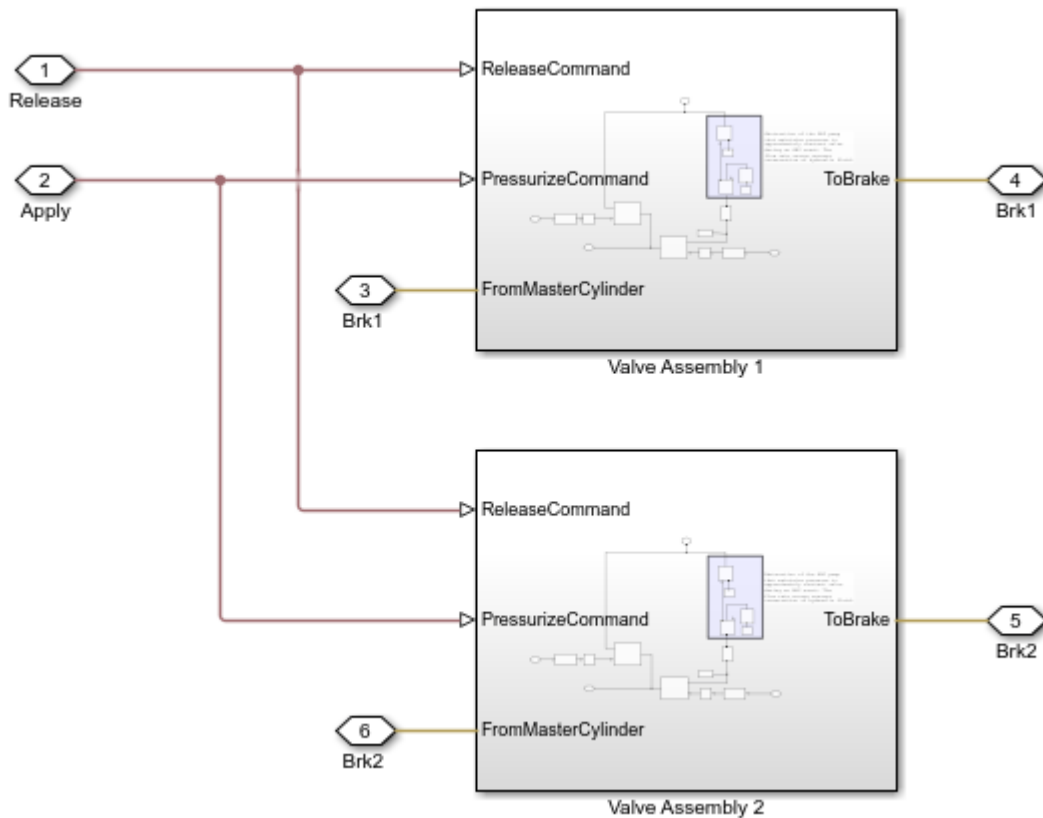 1
Release
ReleaseCommand
2
Apply
PressurizeCommand
ToBrake
4
Brk1
3
Brk1
FromMasterCylinder
Valve Assembly 1
ReleaseCommand
PressurizeCommand
ToBrake
5
Brk2
6
Brk2
FromMasterCylinder
Valve Assembly 2